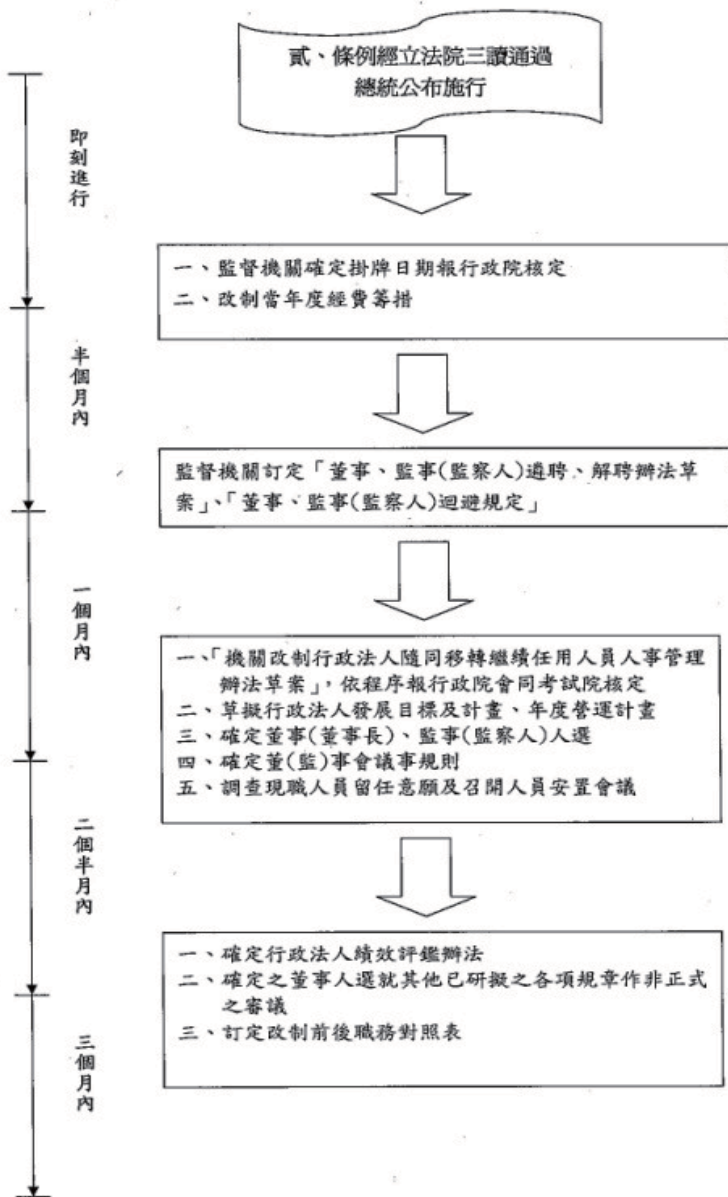 貳、條例經立法院三讀通過
總統公布施行
即刻進行
一、監督機關確定掛牌日期報行政院核定
二、改制當年度經費籌措
半個月內
監督機關訂定「董事、監事(監察人)遴聘、解聘辦法草
案」、「董事、監事(監察人)迴避規定」
一個月內
一、「機關改制行政法人隨同移轉繼續任用人員人事管理
辦法草案」，依程序報行政院會同考試院核定
二、草擬行政法人發展目標及計畫、年度營運計畫
三、確定董事(董事長)、監事(監察人)人選
四、確定董(監)事會議事規則
五、調查現職人員留任意願及召開人員安置會議
二個半月內
一、確定行政法人績效評鑑辦法
二、確定之董事人選就其他已研擬之各項規章作非正式
之審議
三、訂定改制前後職務對照表
三個月內